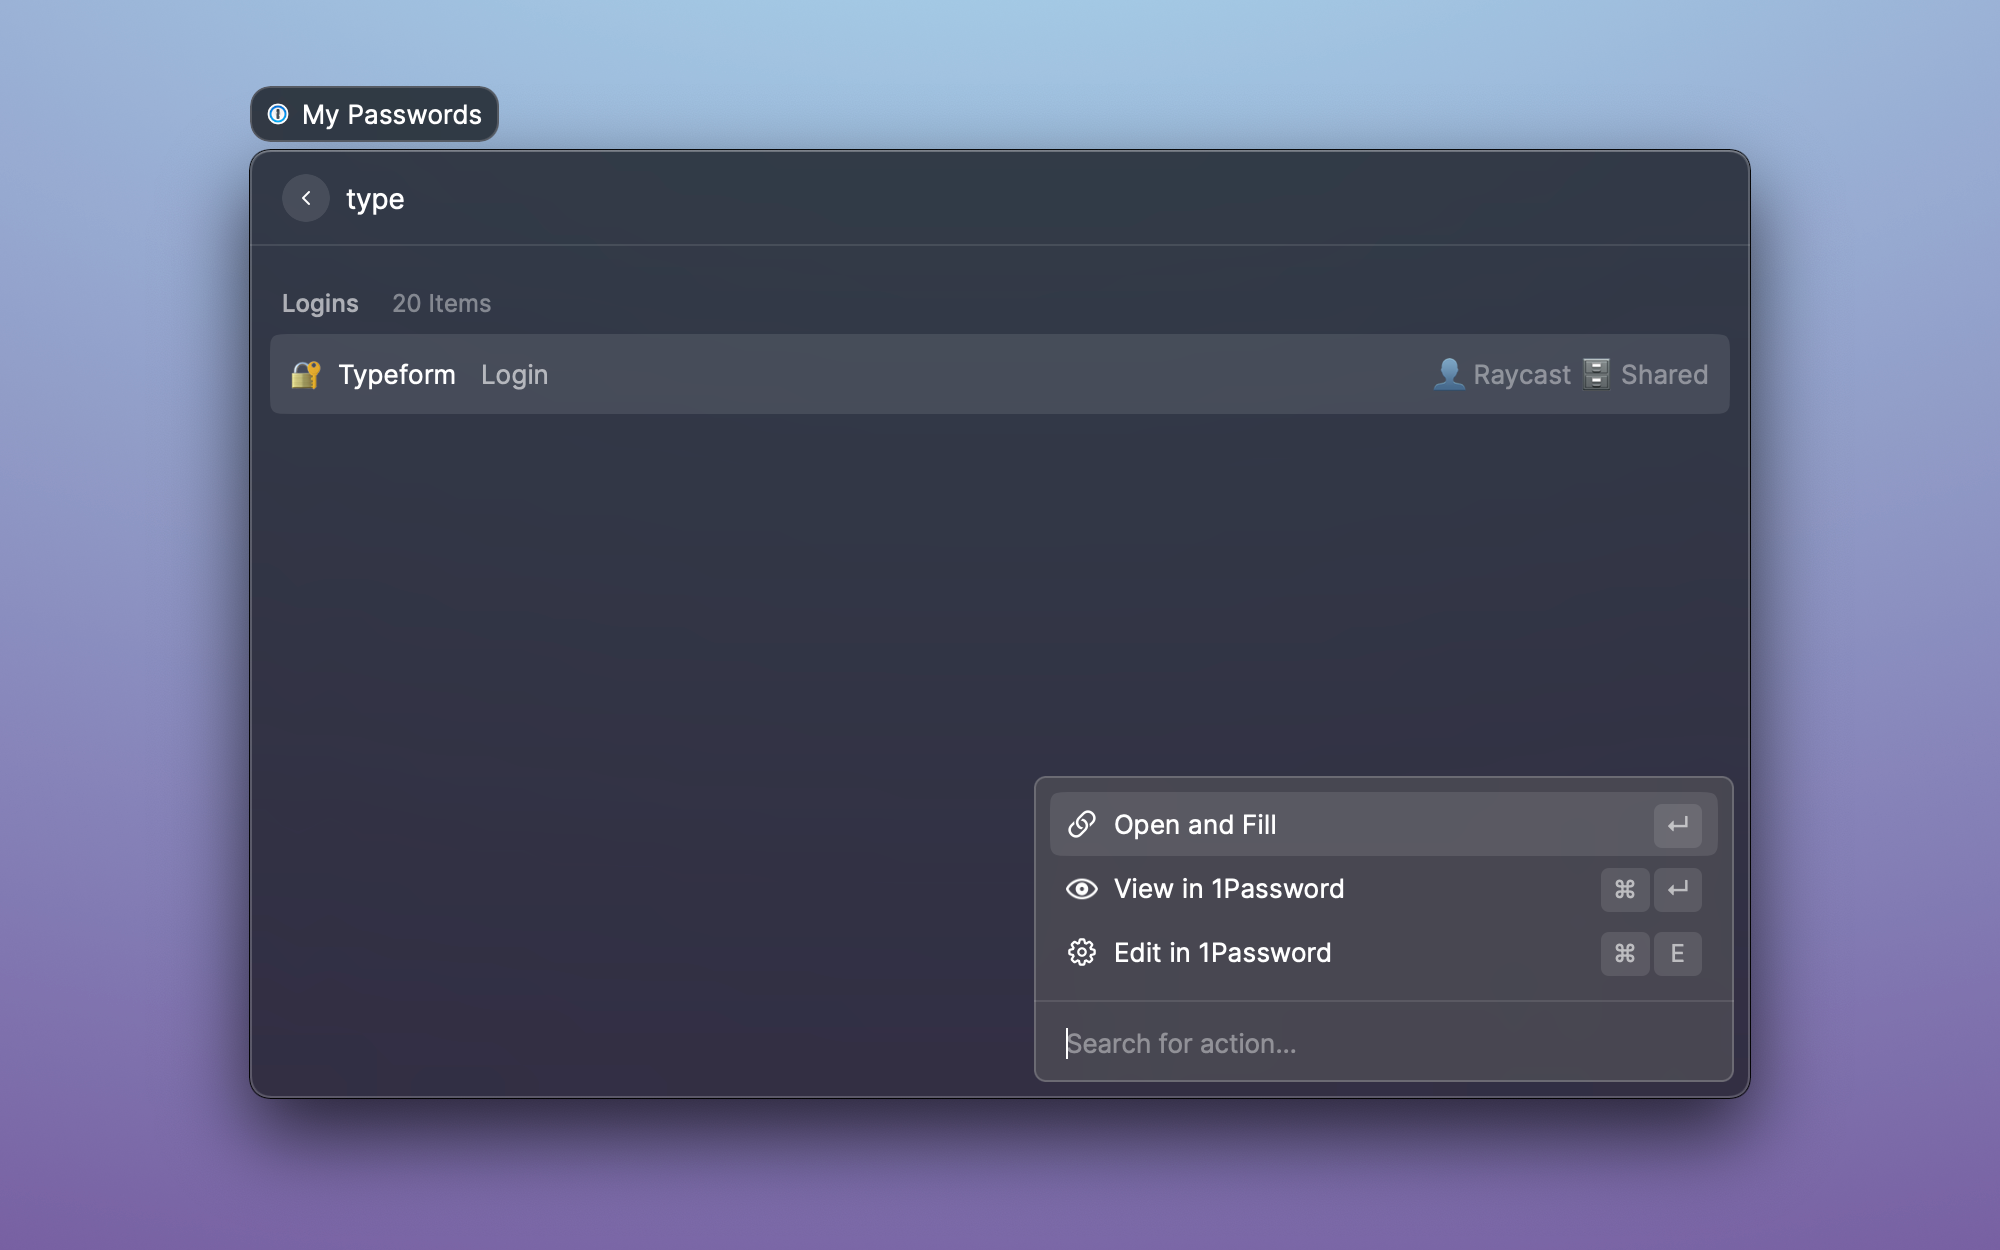 My Passwords
type
Logins 20 Items
Typeform Login Raycast Shared
Open and Fill ↵
View in 1Password ⌘ ↵
Edit in 1Password ⌘ E
Search for action...